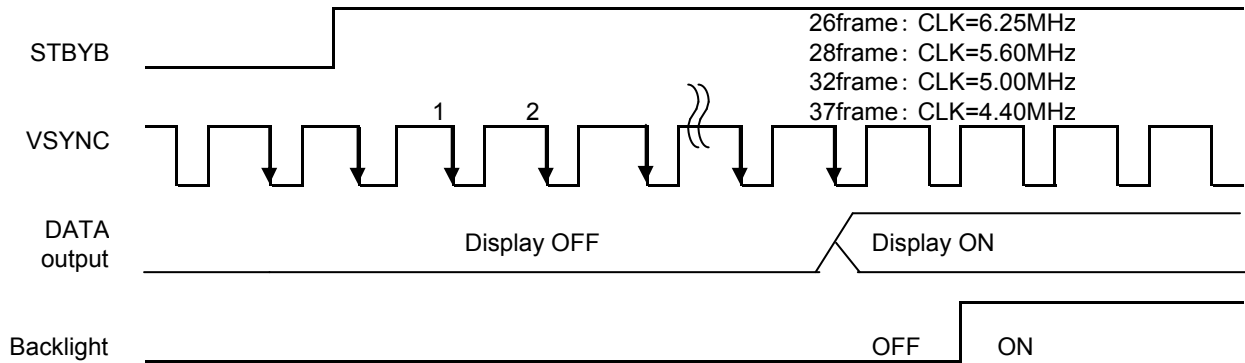 26frame: CLK=6.25MHz
STBYB
28frame: CLK=5.60MHz
32frame: CLK=5.00MHz
1 2
37frame: CLK=4.40MHz
VSYNC
DATA
output
Display OFF
Display ON
Backlight
OFF
ON